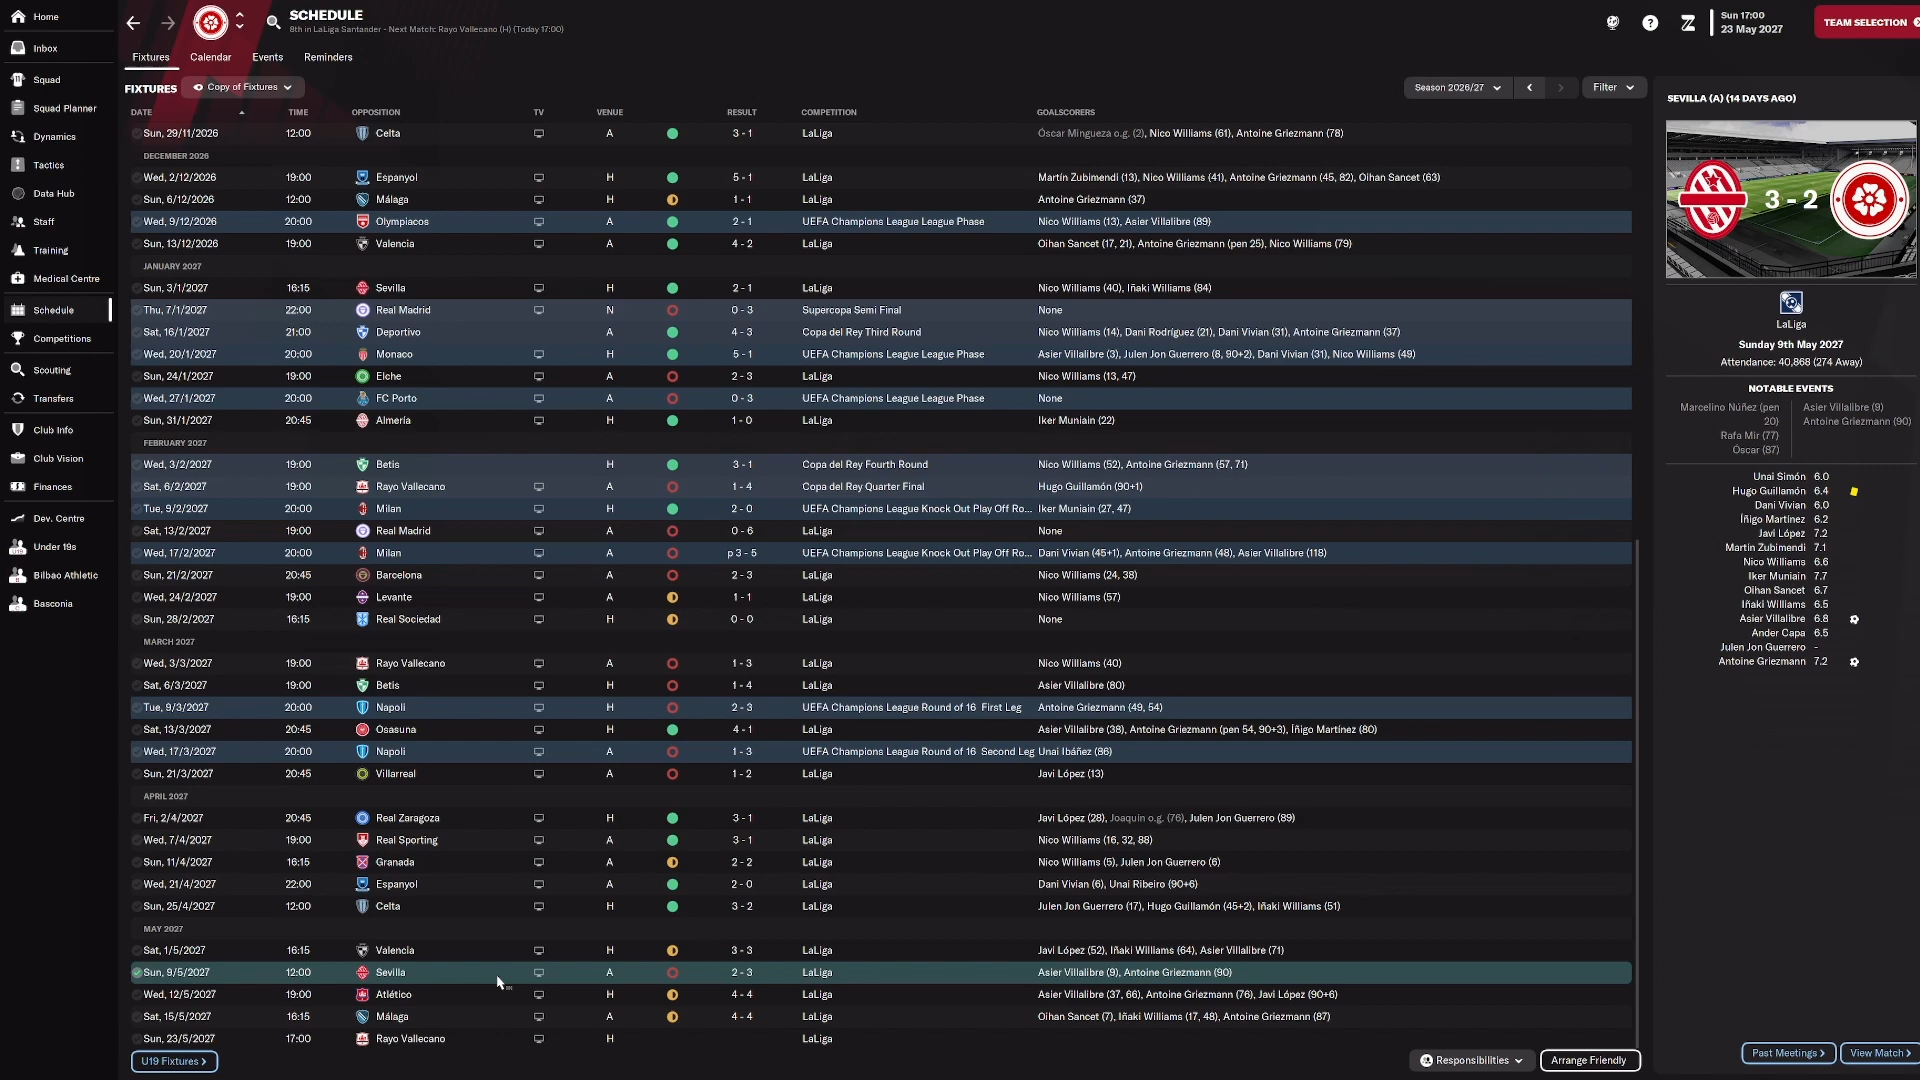 Home
Inbox
Squad
Squad Planner
Dynamics
Tactics
Data Hub
Staff
Training
Medical Centre
Schedule
Competitions
Scouting
Transfers
Club Info
Club Vision
Finances
Dev. Centre
Under 19s
Bilbao Athletic
Basconia
SCHEDULE
8th in LaLiga Santander - Next Match: Rayo Vallecano (H) (Today 17:00)
Sun 17:00
23 May 2027
TEAM SELECTION
Fixtures Calendar Events Reminders
FIXTURES Copy of Fixtures Season 2026/27 Filter
DATE TIME OPPOSITION TV VENUE RESULT COMPETITION GOALSCORERS
Sun, 29/11/2026 12:00 Celta A 3 - 1 LaLiga Óscar Mingueza o.g. (2), Nico Williams (61), Antoine Griezmann (78)
DECEMBER 2026
Wed, 2/12/2026 19:00 Espanyol H 5 - 1 LaLiga Martín Zubimendi (13), Nico Williams (41), Antoine Griezmann (45, 82), Oihan Sancet (63)
Sun, 6/12/2026 12:00 Málaga H 1 - 1 LaLiga Antoine Griezmann (37)
Wed, 9/12/2026 20:00 Olympiacos A 2 - 1 UEFA Champions League League Phase Nico Williams (13), Asier Villalibre (89)
Sun, 13/12/2026 19:00 Valencia A 4 - 2 LaLiga Oihan Sancet (17, 21), Antoine Griezmann (pen 25), Nico Williams (79)
JANUARY 2027
Sun, 3/1/2027 16:15 Sevilla H 2 - 1 LaLiga Nico Williams (40), Iñaki Williams (84)
Thu, 7/1/2027 22:00 Real Madrid N 0 - 3 Supercopa Semi Final None
Sat, 16/1/2027 21:00 Deportivo A 4 - 3 Copa del Rey Third Round Nico Williams (14), Dani Rodríguez (21), Dani Vivian (31), Antoine Griezmann (37)
Wed, 20/1/2027 20:00 Monaco H 5 - 1 UEFA Champions League League Phase Asier Villalibre (3), Julen Jon Guerrero (8, 90+2), Dani Vivian (31), Nico Williams (49)
Sun, 24/1/2027 19:00 Elche A 2 - 3 LaLiga Nico Williams (13, 47)
Wed, 27/1/2027 20:00 FC Porto A 0 - 3 UEFA Champions League League Phase None
Sun, 31/1/2027 20:45 Almería H 1 - 0 LaLiga Iker Muniain (22)
FEBRUARY 2027
Wed, 3/2/2027 19:00 Betis H 3 - 1 Copa del Rey Fourth Round Nico Williams (52), Antoine Griezmann (57, 71)
Sat, 6/2/2027 19:00 Rayo Vallecano A 1 - 4 Copa del Rey Quarter Final Hugo Guillamón (90+1)
Tue, 9/2/2027 20:00 Milan H 2 - 0 UEFA Champions League Knock Out Play Off Ro... Iker Muniain (27, 47)
Sat, 13/2/2027 19:00 Real Madrid A 0 - 6 LaLiga None
Wed, 17/2/2027 20:00 Milan A p 3 - 5 UEFA Champions League Knock Out Play Off Ro... Dani Vivian (45+1), Antoine Griezmann (48), Asier Villalibre (118)
Sun, 21/2/2027 20:45 Barcelona A 2 - 3 LaLiga Nico Williams (24, 38)
Wed, 24/2/2027 19:00 Levante A 1 - 1 LaLiga Nico Williams (57)
Sun, 28/2/2027 16:15 Real Sociedad H 0 - 0 LaLiga None
MARCH 2027
Wed, 3/3/2027 19:00 Rayo Vallecano A 1 - 3 LaLiga Nico Williams (40)
Sat, 6/3/2027 19:00 Betis H 1 - 4 LaLiga Asier Villalibre (80)
Tue, 9/3/2027 20:00 Napoli H 2 - 3 UEFA Champions League Round of 16 First Leg Antoine Griezmann (49, 54)
Sat, 13/3/2027 20:45 Osasuna H 4 - 1 LaLiga Asier Villalibre (38), Antoine Griezmann (pen 54, 90+3), Íñigo Martínez (80)
Wed, 17/3/2027 20:00 Napoli A 1 - 3 UEFA Champions League Round of 16 Second Leg Unai Ibáñez (86)
Sun, 21/3/2027 20:45 Villarreal A 1 - 2 LaLiga Javi López (13)
APRIL 2027
Fri, 2/4/2027 20:45 Real Zaragoza H 3 - 1 LaLiga Javi López (28), Joaquín o.g. (76), Julen Jon Guerrero (89)
Wed, 7/4/2027 19:00 Real Sporting A 3 - 1 LaLiga Nico Williams (16, 32, 88)
Sun, 11/4/2027 16:15 Granada A 2 - 2 LaLiga Nico Williams (5), Julen Jon Guerrero (6)
Wed, 21/4/2027 22:00 Espanyol A 2 - 0 LaLiga Dani Vivian (6), Unai Ribeiro (90+6)
Sun, 25/4/2027 12:00 Celta H 3 - 2 LaLiga Julen Jon Guerrero (17), Hugo Guillamón (45+2), Iñaki Williams (51)
MAY 2027
Sat, 1/5/2027 16:15 Valencia H 3 - 3 LaLiga Javi López (52), Iñaki Williams (64), Asier Villalibre (71)
Sun, 9/5/2027 12:00 Sevilla A 2 - 3 LaLiga Asier Villalibre (9), Antoine Griezmann (90)
Wed, 12/5/2027 19:00 Atlético H 4 - 4 LaLiga Asier Villalibre (37, 66), Antoine Griezmann (76), Javi López (90+6)
Sat, 15/5/2027 16:15 Málaga A 4 - 4 LaLiga Oihan Sancet (7), Iñaki Williams (17, 48), Antoine Griezmann (87)
Sun, 23/5/2027 17:00 Rayo Vallecano H LaLiga
U19 Fixtures > Responsibilities Arrange Friendly
SEVILLA (A) (14 DAYS AGO)
3 - 2
LaLiga
Sunday 9th May 2027
Attendance: 40,868 (274 Away)
NOTABLE EVENTS
Marcelino Núñez (pen 20)
Rafa Mir (77)
Óscar (87)
Asier Villalibre (9)
Antoine Griezmann (90)
Unai Simón 6.0
Hugo Guillamón 6.4
Dani Vivian 6.0
Íñigo Martínez 6.2
Javi López 7.2
Martín Zubimendi 7.1
Nico Williams 6.6
Iker Muniain 7.7
Oihan Sancet 6.7
Iñaki Williams 6.5
Asier Villalibre 6.8
Ander Capa 6.5
Julen Jon Guerrero -
Antoine Griezmann 7.2
Past Meetings > View Match >